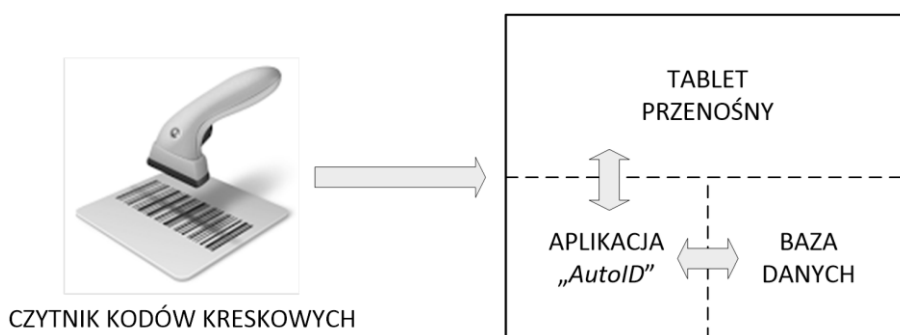 TABLET
PRZENOŚNY
APLIKACJA
„AutoID”
BAZA
DANYCH
CZYTNIK KODÓW KRESKOWYCH